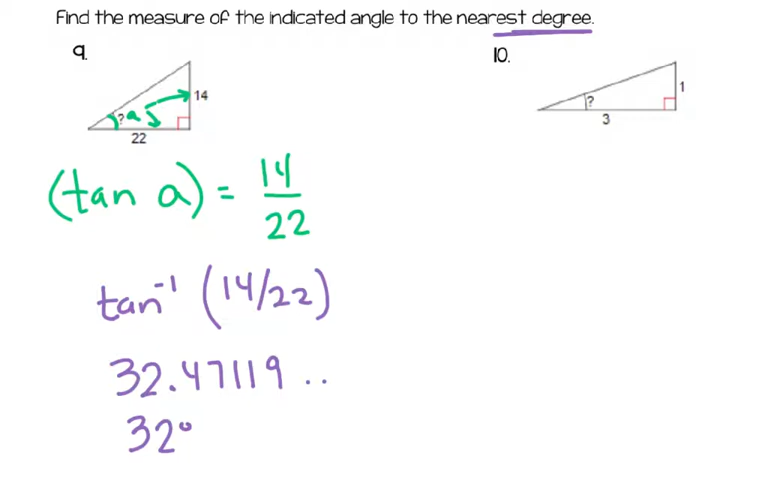 Find the measure of the indicated angle to the nearest degree.
9.
14
? a
22
(tan a) = 14/22
tan⁻¹ (14/22)
32.47119 ..
32°
10.
1
?
3